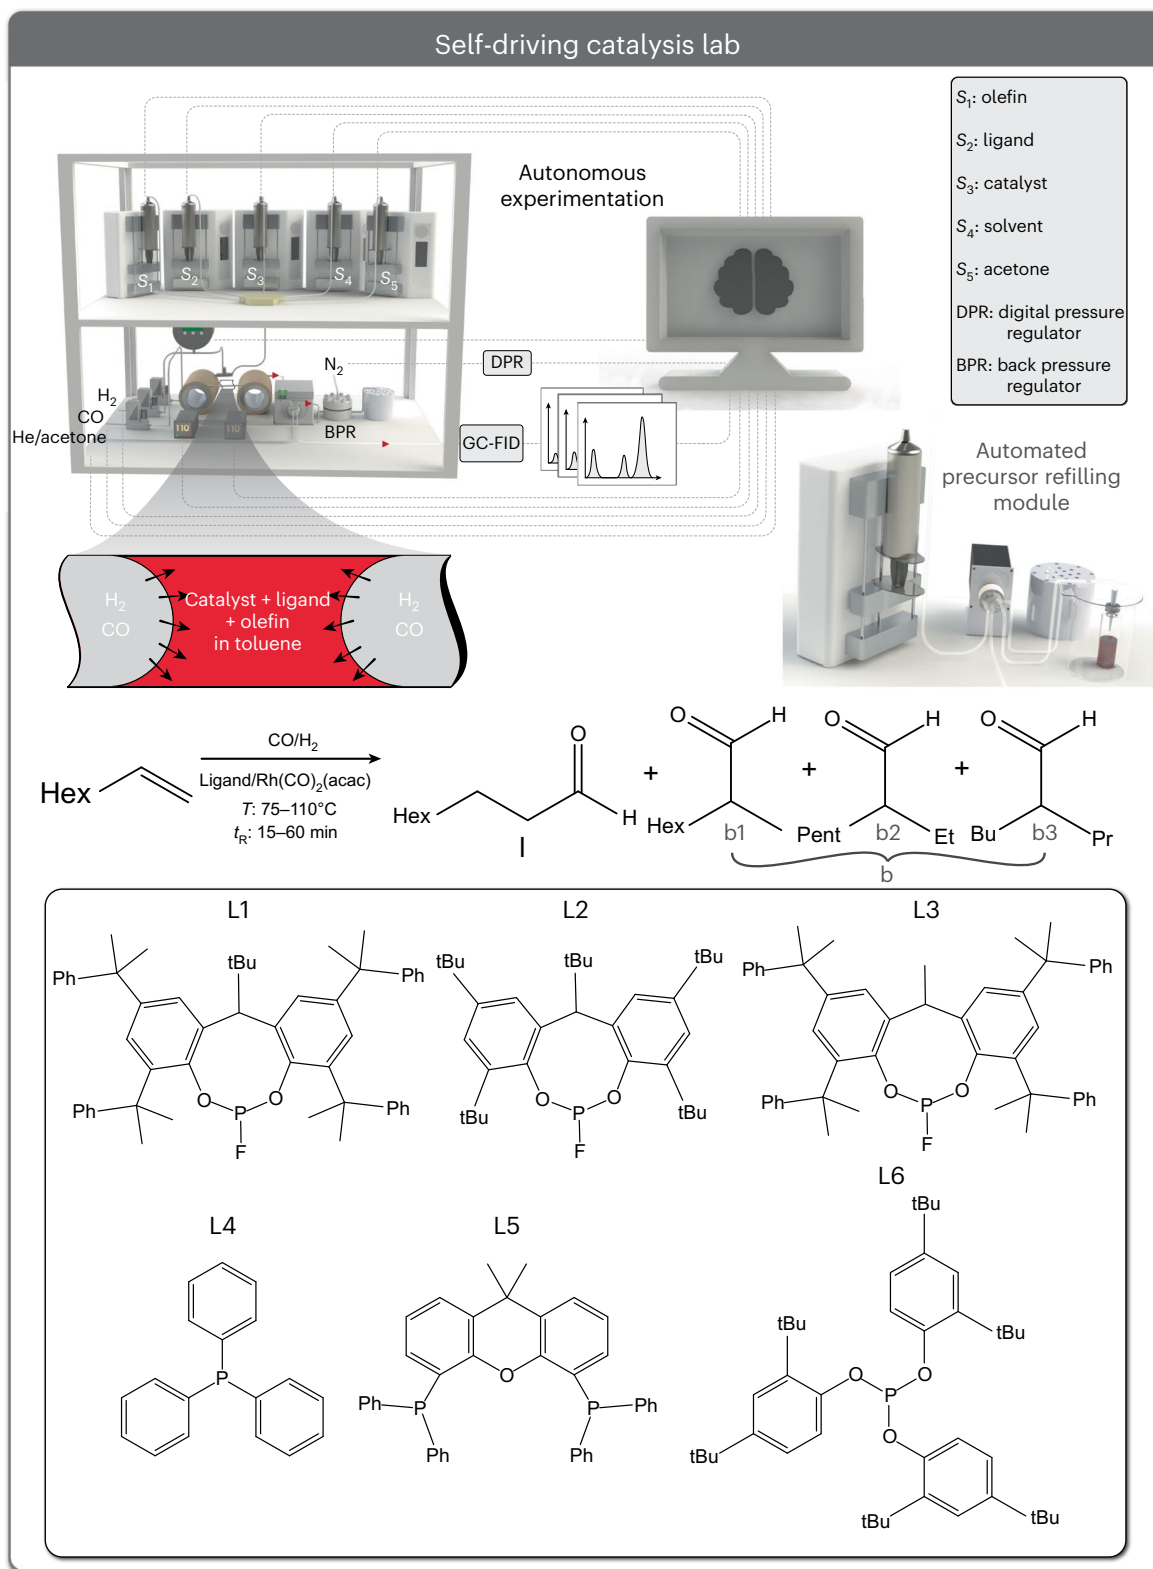 Self-driving catalysis lab
S₁: olefin
S₂: ligand
S₃: catalyst
S₄: solvent
S₅: acetone
DPR: digital pressure
regulator
BPR: back pressure
regulator
Autonomous
experimentation
S₁
S₂
S₃
S₄
S₅
N₂
DPR
H₂
CO
He/acetone
110
110
BPR
GC-FID
Automated
precursor refilling
module
H₂
CO
Catalyst + ligand
+ olefin
in toluene
H₂
CO
Hex
CO/H₂
Ligand/Rh(CO)₂(acac)
T: 75–110°C
tR: 15–60 min
Hex
O
H
l
+
O
H
Hex
b1
+
O
H
Pent
b2
Et
+
O
H
Bu
b3
Pr
b
L1
Ph
tBu
Ph
Ph
O
P
O
Ph
F
L2
tBu
tBu
tBu
tBu
O
P
O
tBu
F
L3
Ph
Ph
Ph
O
P
O
Ph
F
L4
P
L5
O
Ph
P
Ph
P
Ph
Ph
L6
tBu
tBu
tBu
O
P
O
O
tBu
tBu
tBu